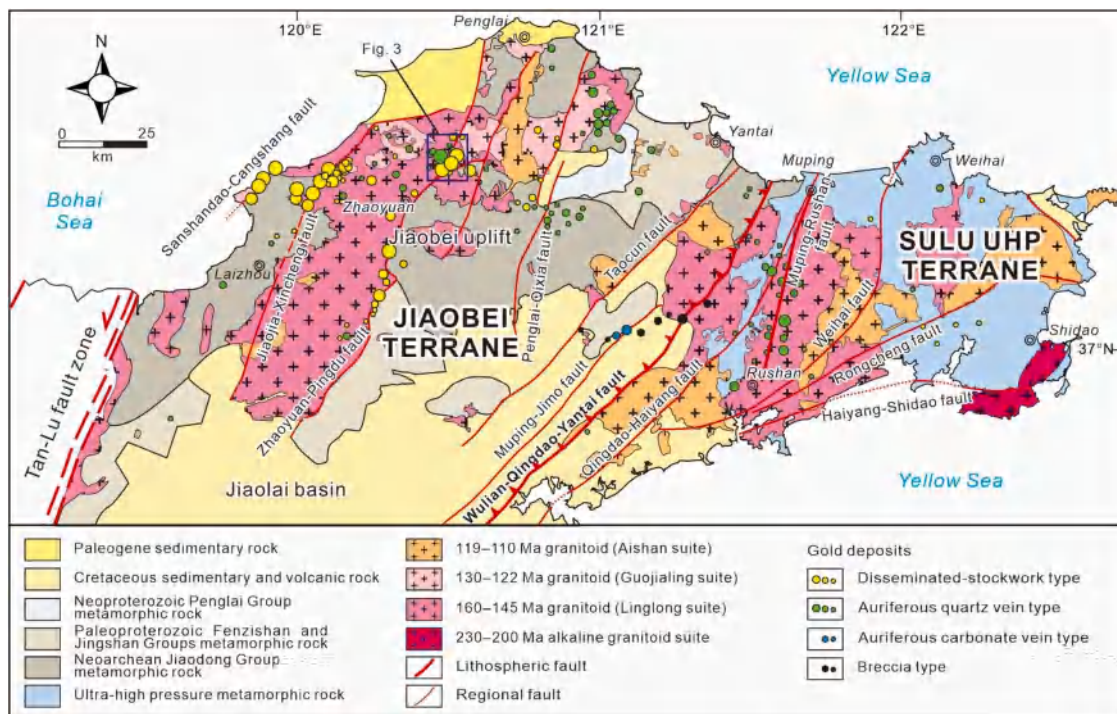 120°
121°
122°
Penglai
Fig. 3
N
0 25
km
Yellow Sea
Yantai
Muping
Weihai
Sanshandao-Cangshang fault
Bohai
Sea
Zhaoyuan
Jiaobei uplift
Laizhou
Taocun fault
Muping-Rushan
fault
SULU UHP
TERRANE
JIAOBEI
TERRANE
Jiaojia-Xincheng fault
Penglai-Qixia fault
Weihai fault
Shidao
37°N
Rongcheng fault
Rushan
Zhaoyuan-Pingdu fault
Haiyang-Shidao fault
Tan-Lu fault zone
Muping-Jimo fault
Wulian-Qingdao-Yantai fault
Qingdao-Haiyang fault
Jiaolai basin
Yellow Sea
Paleogene sedimentary rock
Cretaceous sedimentary and volcanic rock
Neoproterozoic Penglai Group
metamorphic rock
Paleoproterozoic Fenzishan and
Jingshan Groups metamorphic rock
Neoarchean Jiaodong Group
metamorphic rock
Ultra-high pressure metamorphic rock
119–110 Ma granitoid (Aishan suite)
130–122 Ma granitoid (Guojialing suite)
160–145 Ma granitoid (Linglong suite)
230–200 Ma alkaline granitoid suite
Lithospheric fault
Regional fault
Gold deposits
Disseminated-stockwork type
Auriferous quartz vein type
Auriferous carbonate vein type
Breccia type